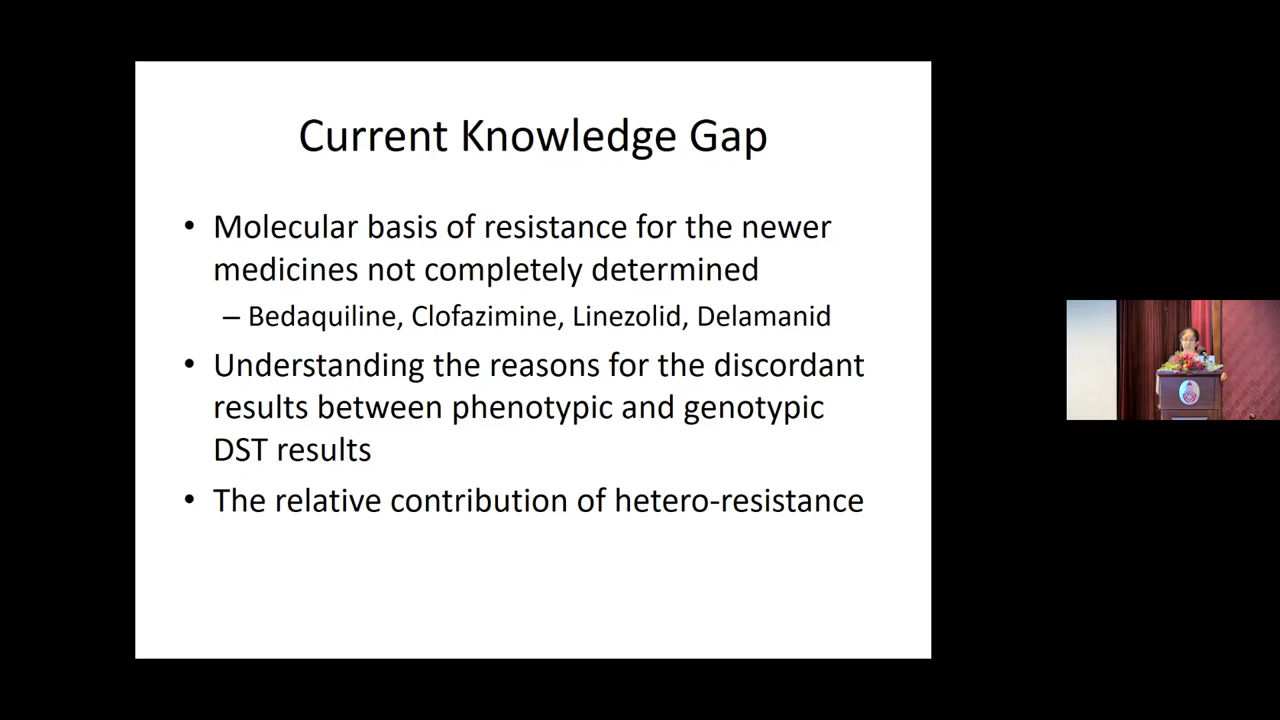 Current Knowledge Gap
• Molecular basis of resistance for the newer
medicines not completely determined
– Bedaquiline, Clofazimine, Linezolid, Delamanid
• Understanding the reasons for the discordant
results between phenotypic and genotypic
DST results
• The relative contribution of hetero-resistance